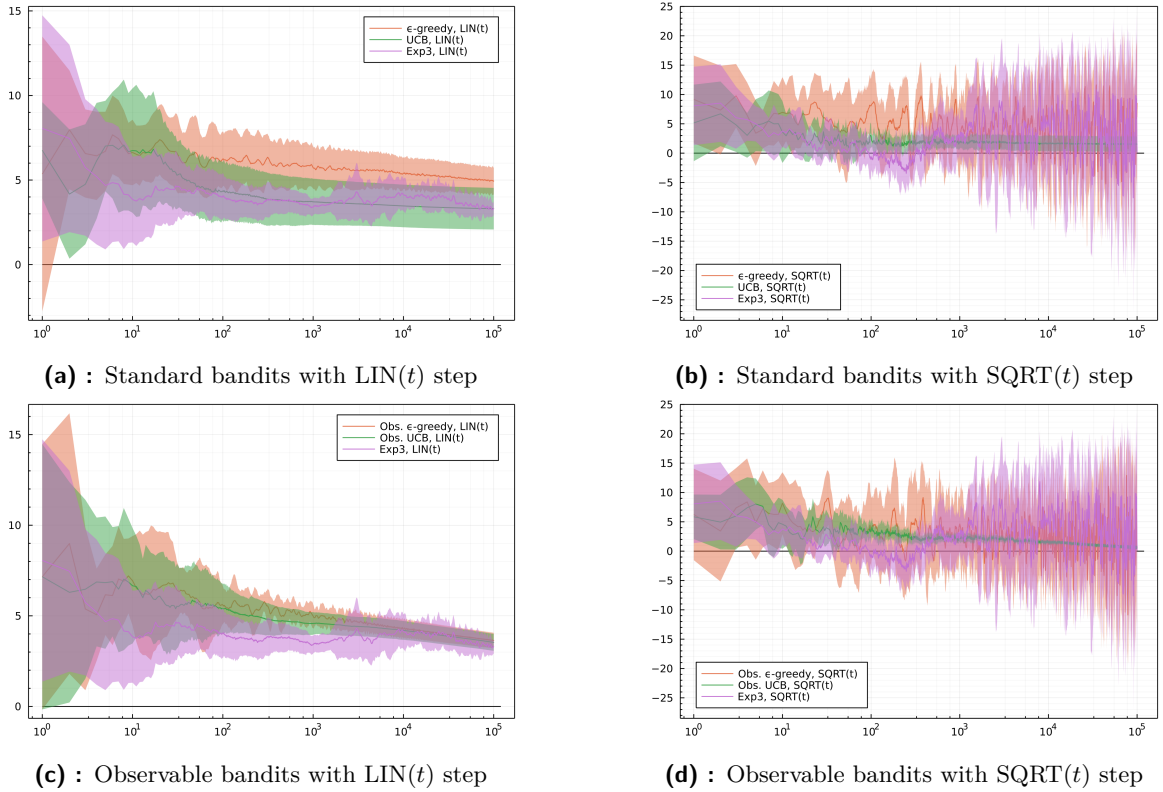 15
10
5
0
ϵ-greedy, LIN(t)
UCB, LIN(t)
Exp3, LIN(t)
10⁰ 10¹ 10² 10³ 10⁴ 10⁵
(a) : Standard bandits with LIN(t) step
25
20
15
10
5
0
−5
−10
−15
−20
−25
ϵ-greedy, SQRT(t)
UCB, SQRT(t)
Exp3, SQRT(t)
10⁰ 10¹ 10² 10³ 10⁴ 10⁵
(b) : Standard bandits with SQRT(t) step
15
10
5
0
Obs. ϵ-greedy, LIN(t)
Obs. UCB, LIN(t)
Exp3, LIN(t)
10⁰ 10¹ 10² 10³ 10⁴ 10⁵
(c) : Observable bandits with LIN(t) step
25
20
15
10
5
0
−5
−10
−15
−20
−25
Obs. ϵ-greedy, SQRT(t)
Obs. UCB, SQRT(t)
Exp3, SQRT(t)
10⁰ 10¹ 10² 10³ 10⁴ 10⁵
(d) : Observable bandits with SQRT(t) step